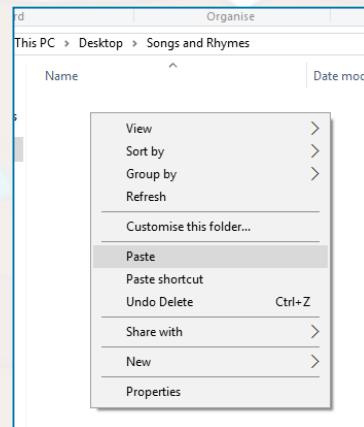 rd Organise
This PC > Desktop > Songs and Rhymes
Name Date mod
s
View
Sort by
Group by
Refresh
Customise this folder...
Paste
Paste shortcut
Undo Delete Ctrl+Z
Share with
New
Properties